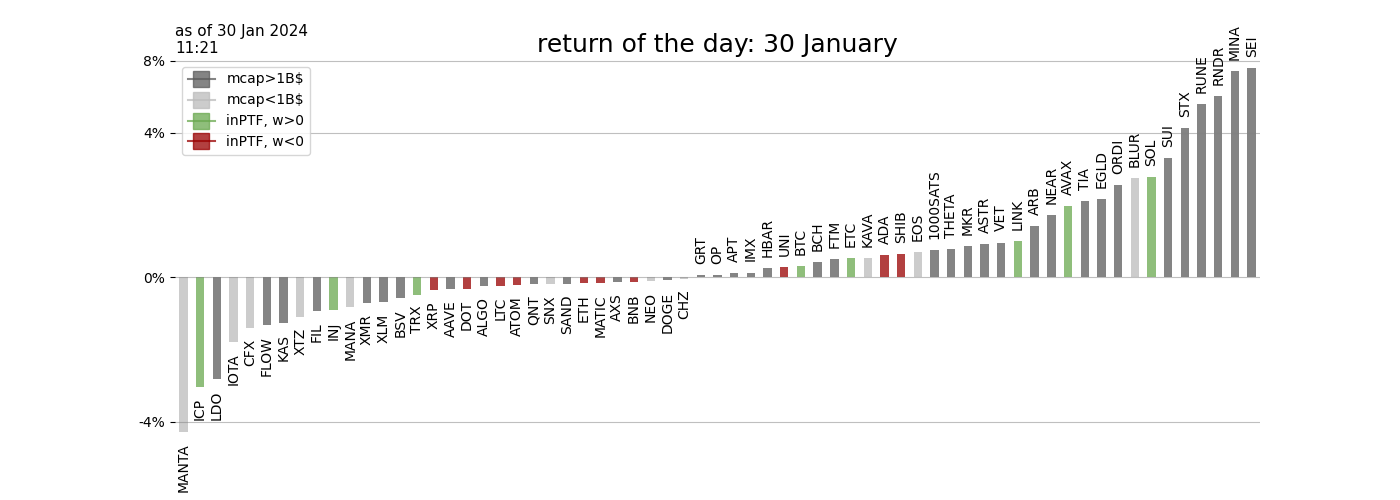 as of 30 Jan 2024
11:21
return of the day: 30 January
8%
4%
0%
-4%
mcap>1B$
mcap<1B$
inPTF, w>0
inPTF, w<0
MANTA
ICP
LDO
IOTA
CFX
FLOW
KAS
XTZ
FIL
INJ
MANA
XMR
XLM
BSV
TRX
XRP
AAVE
DOT
ALGO
LTC
ATOM
QNT
SNX
SAND
ETH
MATIC
AXS
BNB
NEO
DOGE
CHZ
GRT
OP
APT
IMX
HBAR
UNI
BTC
BCH
FTM
ETC
KAVA
ADA
SHIB
EOS
1000SATS
THETA
MKR
ASTR
VET
LINK
ARB
NEAR
AVAX
TIA
EGLD
ORDI
BLUR
SOL
SUI
STX
RUNE
RNDR
MINA
SEI